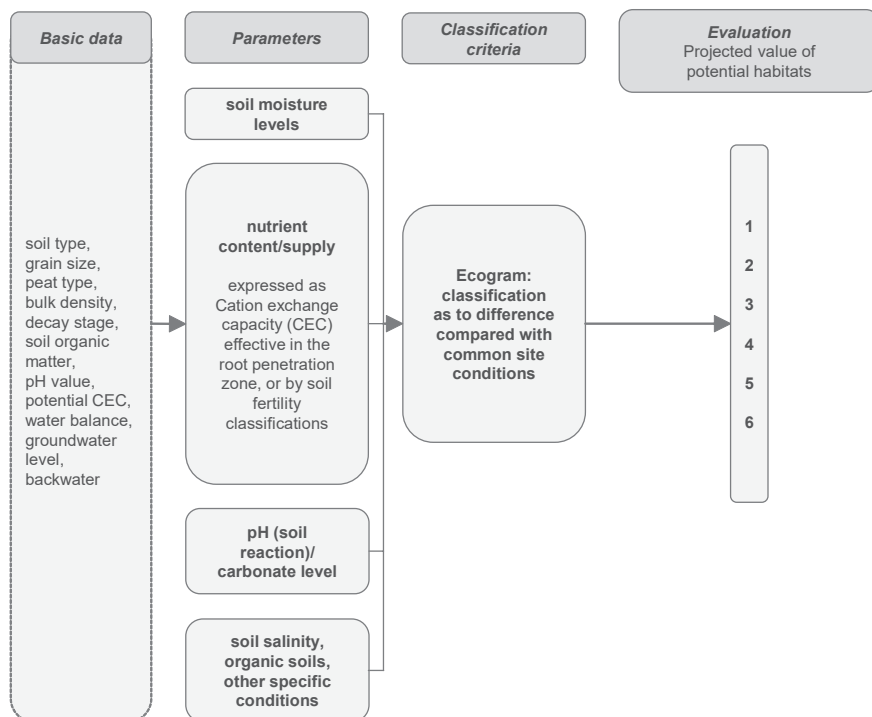 Basic data
soil type,
grain size,
peat type,
bulk density,
decay stage,
soil organic
matter,
pH value,
potential CEC,
water balance,
groundwater
level,
backwater
Parameters
soil moisture
levels
nutrient
content/supply
expressed as
Cation exchange
capacity (CEC)
effective in the
root penetration
zone, or by soil
fertility
classifications
pH (soil
reaction)/
carbonate level
soil salinity,
organic soils,
other specific
conditions
Classification
criteria
Ecogram:
classification
as to difference
compared with
common site
conditions
Evaluation
Projected value of
potential habitats
1
2
3
4
5
6